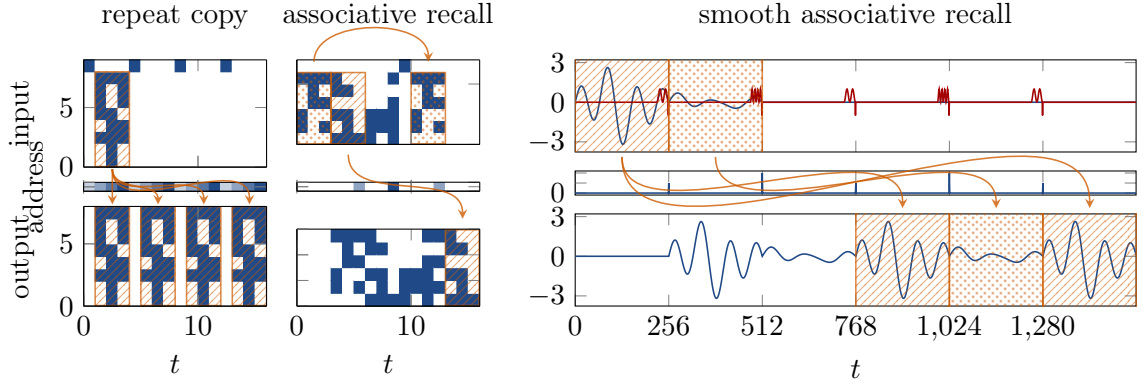 repeat copy
associative recall
smooth associative recall
input
5
0
3
0
−3
address
0
output
5
0
3
0
−3
0
10
0
10
0
256
512
768
1,024
1,280
t
t
t